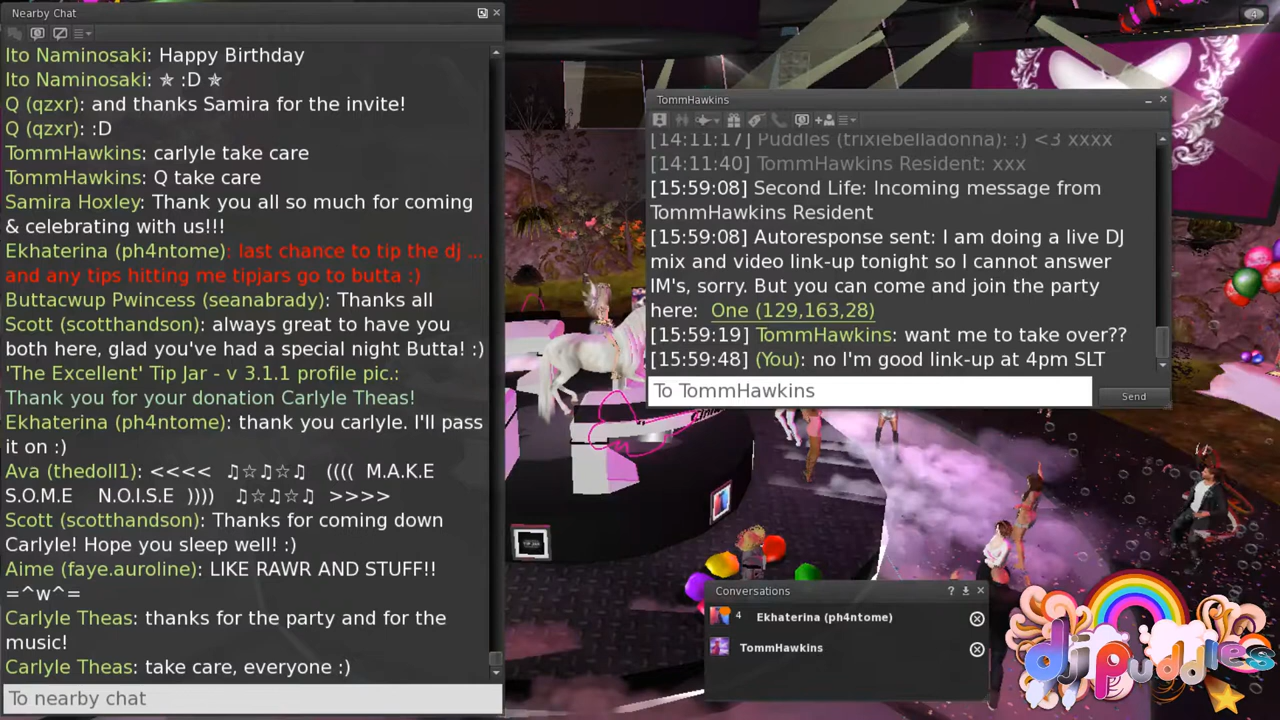 Nearby Chat
Ito Naminosaki: Happy Birthday
Ito Naminosaki: ✯ :D ✯
Q (qzxr): and thanks Samira for the invite!
Q (qzxr): :D
TommHawkins: carlyle take care
TommHawkins: Q take care
Samira Hoxley: Thank you all so much for coming
& celebrating with us!!!
Ekhaterina (ph4ntome): last chance to tip the dj ...
and any tips hitting me tipjars go to butta :)
Buttacwup Pwincess (seanabrady): Thanks all
Scott (scotthandson): always great to have you
both here, glad you've had a special night Butta! :)
'The Excellent' Tip Jar - v 3.1.1 profile pic.:
Thank you for your donation Carlyle Theas!
Ekhaterina (ph4ntome): thank you carlyle. I'll pass
it on :)
Ava (thedoll1): <<<< ♫☆♫☆♫ (((( M.A.K.E
S.O.M.E N.O.I.S.E )))) ♫☆♫☆♫ >>>>
Scott (scotthandson): Thanks for coming down
Carlyle! Hope you sleep well! :)
Aime (faye.auroline): LIKE RAWR AND STUFF!!
=^w^=
Carlyle Theas: thanks for the party and for the
music!
Carlyle Theas: take care, everyone :)
To nearby chat
4
TommHawkins
[14:11:17] Puddles (trixiebelladonna): :) <3 xxxx
[14:11:40] TommHawkins Resident: xxx
[15:59:08] Second Life: Incoming message from
TommHawkins Resident
[15:59:08] Autoresponse sent: I am doing a live DJ
mix and video link-up tonight so I cannot answer
IM's, sorry. But you can come and join the party
here: One (129,163,28)
[15:59:19] TommHawkins: want me to take over??
[15:59:48] (You): no I'm good link-up at 4pm SLT
To TommHawkins
Send
Conversations
4 Ekhaterina (ph4ntome)
TommHawkins
dj puddles